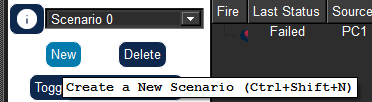 Scenario 0
Fire Last Status Source
New Delete
Failed PC1
Togg
Create a New Scenario (Ctrl+Shift+N)